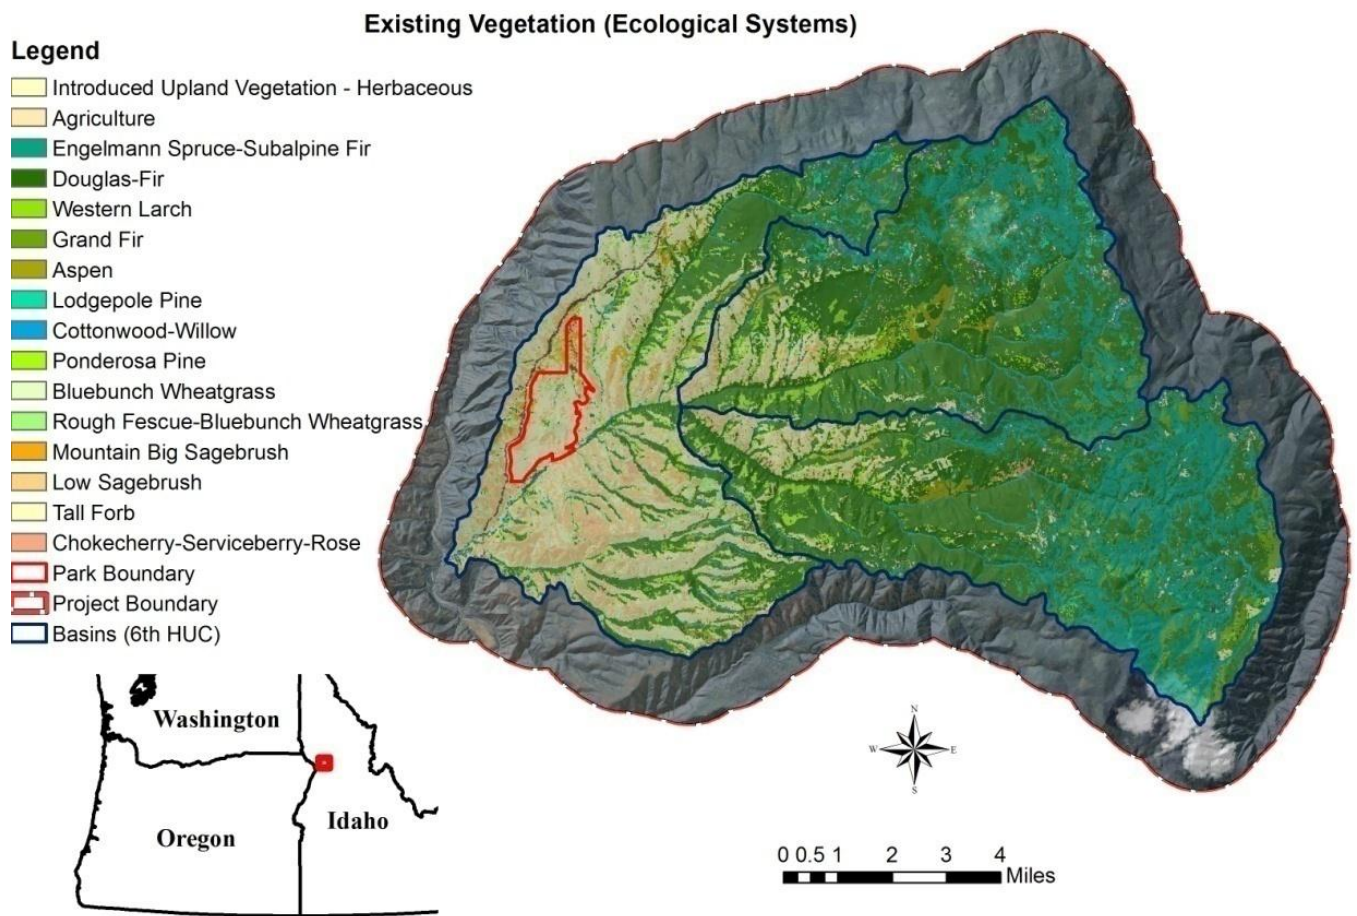 Existing Vegetation (Ecological Systems)
Legend
Introduced Upland Vegetation - Herbaceous
Agriculture
Engelmann Spruce-Subalpine Fir
Douglas-Fir
Western Larch
Grand Fir
Aspen
Lodgepole Pine
Cottonwood-Willow
Ponderosa Pine
Bluebunch Wheatgrass
Rough Fescue-Bluebunch Wheatgrass
Mountain Big Sagebrush
Low Sagebrush
Tall Forb
Chokecherry-Serviceberry-Rose
Park Boundary
Project Boundary
Basins (6th HUC)
Washington
Oregon
Idaho
N
W E
S
0 0.5 1 2 3 4
Miles